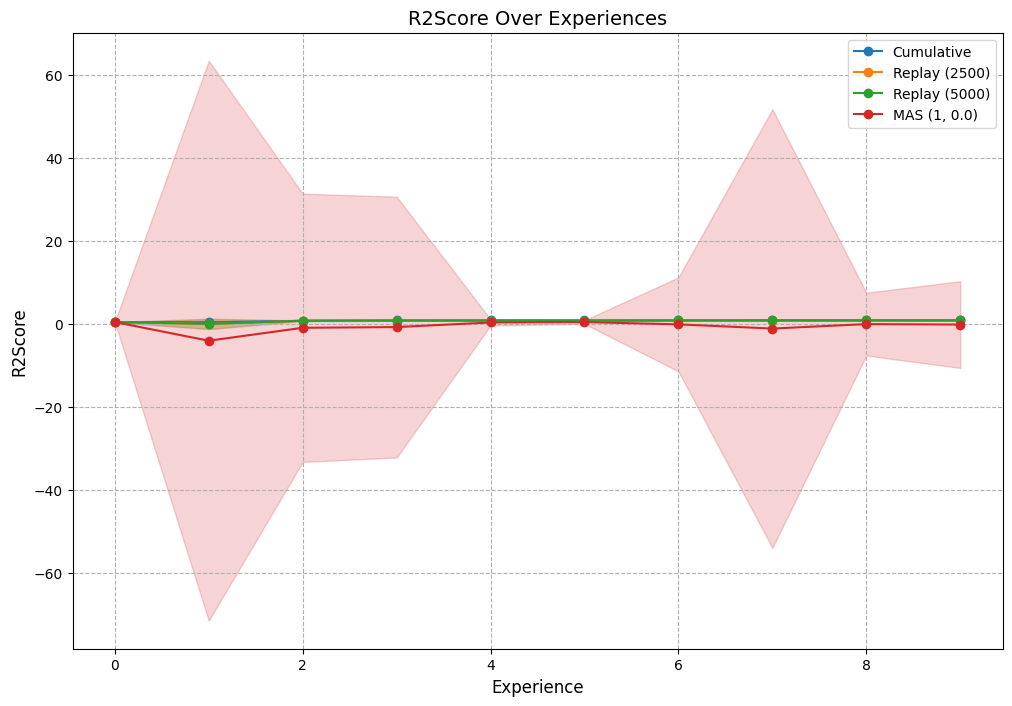 R2Score Over Experiences
Cumulative
Replay (2500)
Replay (5000)
MAS (1, 0.0)
60
40
20
0
−20
−40
−60
R2Score
0 2 4 6 8
Experience